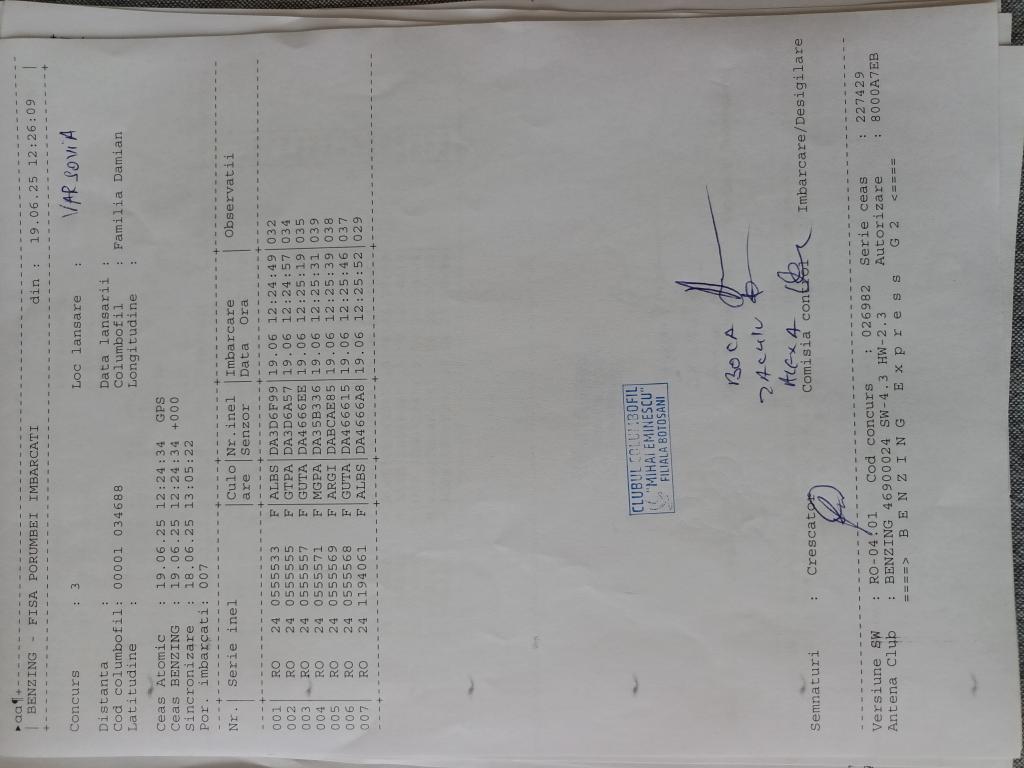 ►aa¶+-----------------------------------------------------------+
| BENZING - FISA PORUMBEI IMBARCATI din : 19.06.25 12:26:09 |
+-----------------------------------------------------------+
Concurs : 3 Loc lansare : VARSOVIA
Distanta : Data lansarii :
Cod columbofil: 00001 034688 Columbofil : Familia Damian
Latitudine : Longitudine :
Ceas Atomic : 19.06.25 12:24:34 GPS
Ceas BENZING : 19.06.25 12:24:34 +000
Sincronizare : 18.06.25 13:05:22
Por imbarçati: 007
Nr.| Serie inel |Culo Nr.inel |Imbarcare | Observatii
|are | Senzor |Data Ora |
001| RO 24 0555533 F ALBS DA3D6F99 19.06 12:24:49|032
002| RO 24 0555555 F GTPA DA3D6A57 19.06 12:24:57|034
003| RO 24 0555557 F GUTA DA4666EE 19.06 12:25:19|035
004| RO 24 0555571 F MGPA DA35B336 19.06 12:25:31|039
005| RO 24 0555569 F ARGI DABCAE85 19.06 12:25:39|038
006| RO 24 0555568 F GUTA DA466615 19.06 12:25:46|037
007| RO 24 1194061 F ALBS DA4666A8 19.06 12:25:52|029
CLUBUL COLUMBOFIL
"MIHAI EMINESCU"
FILIALA BOTOSANI
BOCA
ALEXA
Semnaturi : Crescator Comisia control Imbarcare/Desigilare
Versiune SW : RO-04.01 Cod concurs : 026982 Serie ceas : 227429
Antena Club : BENZING 46900024 SW-4.3 HW-2.3 Autorizare : 8000A7EB
====> B E N Z I N G E x p r e s s G 2 <====